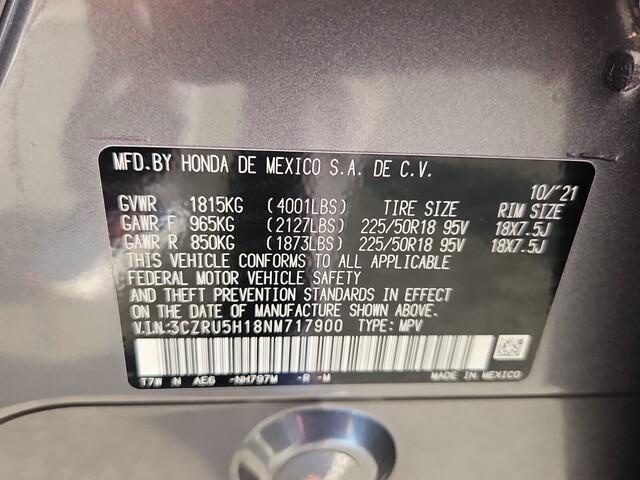 MFD.BY HONDA DE MEXICO S.A. DE C.V.
10/'21
GVWR 1815KG (4001LBS) TIRE SIZE RIM SIZE
GAWR F 965KG (2127LBS) 225/50R18 95V 18X7.5J
GAWR R 850KG (1873LBS) 225/50R18 95V 18X7.5J
THIS VEHICLE CONFORMS TO ALL APPLICABLE
FEDERAL MOTOR VEHICLE SAFETY
AND THEFT PREVENTION STANDARDS IN EFFECT
ON THE DATE OF MANUFACTURE SHOWN ABOVE.
V.I.N.:3CZRU5H18NM717900 TYPE: MPV
T7W N AEG -NH797M -R -M MADE IN MEXICO